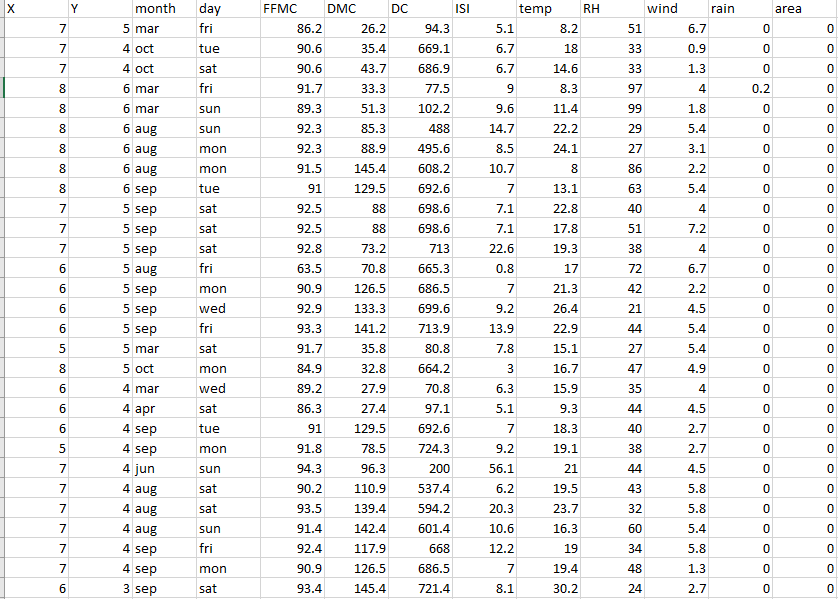 X Y month day FFMC DMC DC ISI temp RH wind rain area
7 5 mar fri 86.2 26.2 94.3 5.1 8.2 51 6.7 0 0
7 4 oct tue 90.6 35.4 669.1 6.7 18 33 0.9 0 0
7 4 oct sat 90.6 43.7 686.9 6.7 14.6 33 1.3 0 0
8 6 mar fri 91.7 33.3 77.5 9 8.3 97 4 0.2 0
8 6 mar sun 89.3 51.3 102.2 9.6 11.4 99 1.8 0 0
8 6 aug sun 92.3 85.3 488 14.7 22.2 29 5.4 0 0
8 6 aug mon 92.3 88.9 495.6 8.5 24.1 27 3.1 0 0
8 6 aug mon 91.5 145.4 608.2 10.7 8 86 2.2 0 0
8 6 sep tue 91 129.5 692.6 7 13.1 63 5.4 0 0
7 5 sep sat 92.5 88 698.6 7.1 22.8 40 4 0 0
7 5 sep sat 92.5 88 698.6 7.1 17.8 51 7.2 0 0
7 5 sep sat 92.8 73.2 713 22.6 19.3 38 4 0 0
6 5 aug fri 63.5 70.8 665.3 0.8 17 72 6.7 0 0
6 5 sep mon 90.9 126.5 686.5 7 21.3 42 2.2 0 0
6 5 sep wed 92.9 133.3 699.6 9.2 26.4 21 4.5 0 0
6 5 sep fri 93.3 141.2 713.9 13.9 22.9 44 5.4 0 0
5 5 mar sat 91.7 35.8 80.8 7.8 15.1 27 5.4 0 0
8 5 oct mon 84.9 32.8 664.2 3 16.7 47 4.9 0 0
6 4 mar wed 89.2 27.9 70.8 6.3 15.9 35 4 0 0
6 4 apr sat 86.3 27.4 97.1 5.1 9.3 44 4.5 0 0
6 4 sep tue 91 129.5 692.6 7 18.3 40 2.7 0 0
5 4 sep mon 91.8 78.5 724.3 9.2 19.1 38 2.7 0 0
7 4 jun sun 94.3 96.3 200 56.1 21 44 4.5 0 0
7 4 aug sat 90.2 110.9 537.4 6.2 19.5 43 5.8 0 0
7 4 aug sat 93.5 139.4 594.2 20.3 23.7 32 5.8 0 0
7 4 aug sun 91.4 142.4 601.4 10.6 16.3 60 5.4 0 0
7 4 sep fri 92.4 117.9 668 12.2 19 34 5.8 0 0
7 4 sep mon 90.9 126.5 686.5 7 19.4 48 1.3 0 0
6 3 sep sat 93.4 145.4 721.4 8.1 30.2 24 2.7 0 0